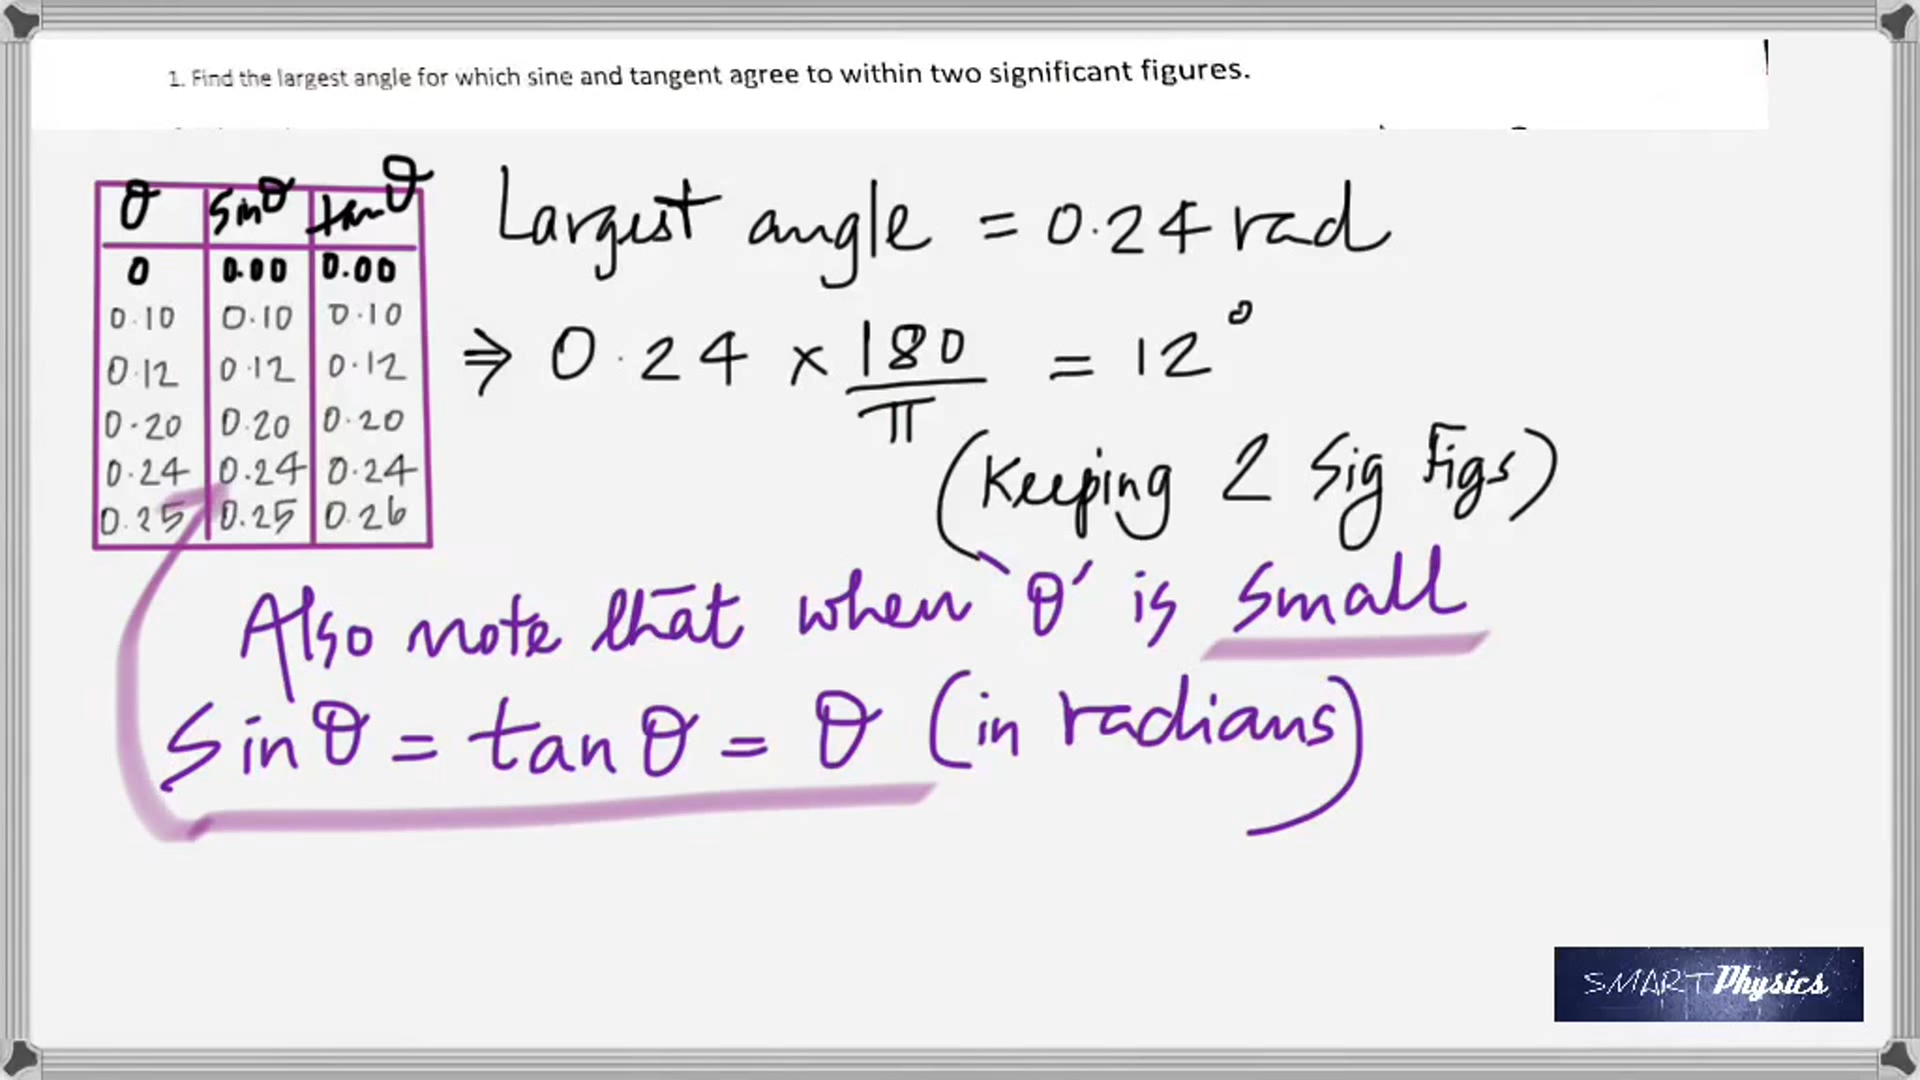 1. Find the largest angle for which sine and tangent agree to within two significant figures.
θ sinθ tanθ
0 0.00 0.00
0.10 0.10 0.10
0.12 0.12 0.12
0.20 0.20 0.20
0.24 0.24 0.24
0.25 0.25 0.26
Largest angle = 0.24 rad
⇒ 0.24 × 180/π = 12°
(Keeping 2 Sig Figs)
Also note that when 'θ' is small
Sinθ = tanθ = θ (in radians)
SMART Physics